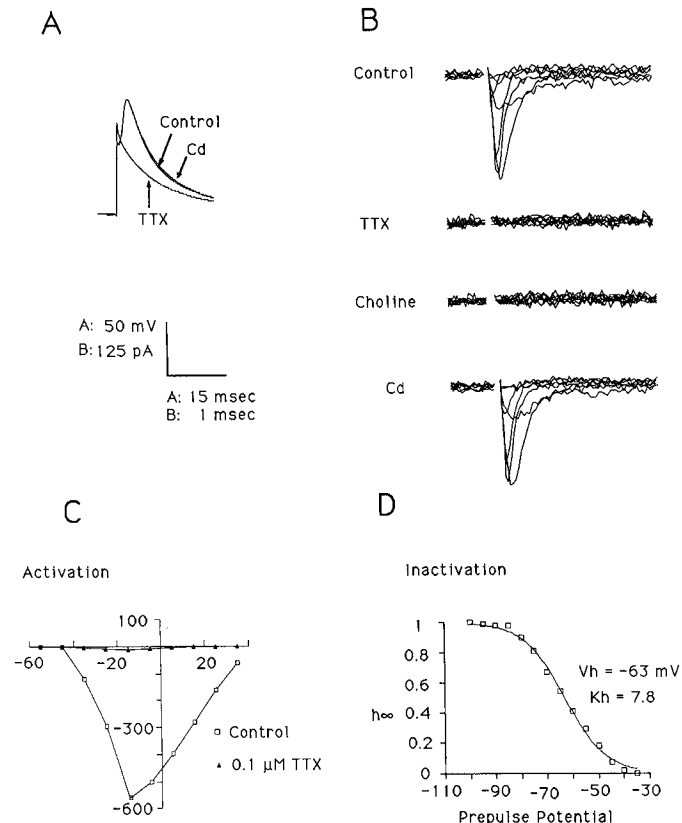 A
Control
Cd
TTX
A: 50 mV
B: 125 pA
A: 15 msec
B: 1 msec
B
Control
TTX
Choline
Cd
C
Activation
100
-60
-20
20
-300
-600
Control
0.1 µM TTX
D
Inactivation
1
0.8
0.6
h∞
0.4
0.2
0
Vh = -63 mV
Kh = 7.8
-110
-90
-70
-50
-30
Prepulse Potential